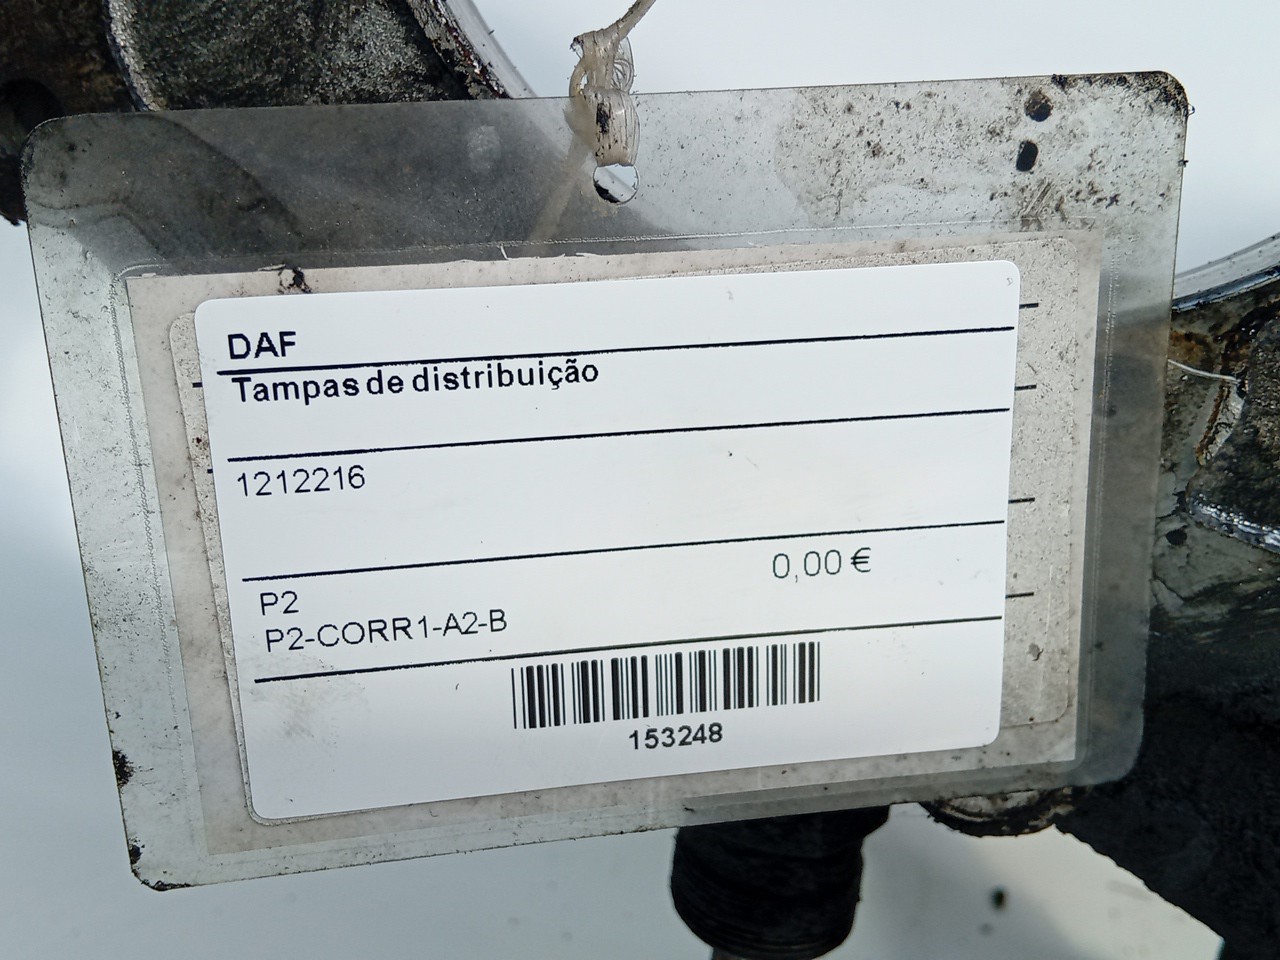 DAF
Tampas de distribuição
1212216
0,00 €
P2
P2-CORR1-A2-B
153248